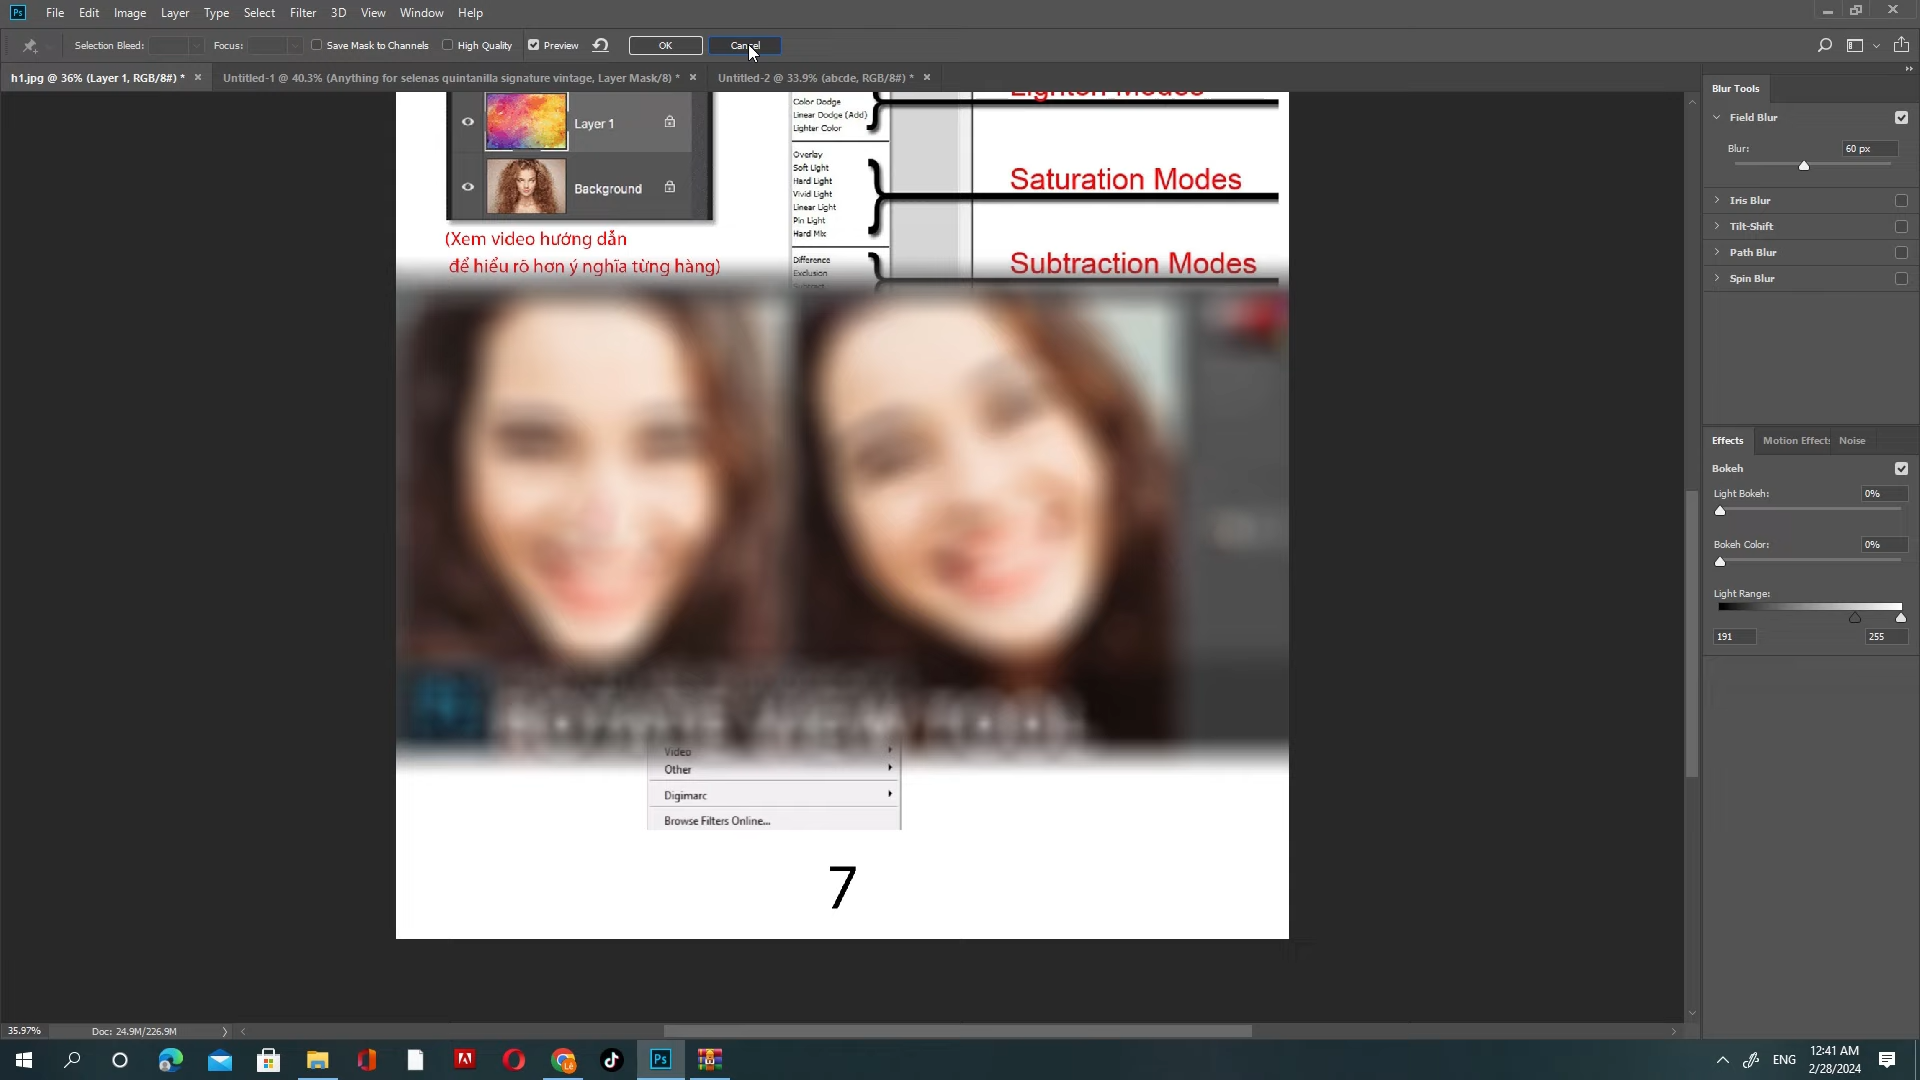 Ps File Edit Image Layer Type Select Filter 3D View Window Help
Selection Bleed: Focus: Save Mask to Channels High Quality Preview OK Cancel
h1.jpg @ 36% (Layer 1, RGB/8#) * × Untitled-1 @ 40.3% (Anything for selenas quintanilla signature vintage, Layer Mask/8) * × Untitled-2 @ 33.9% (abcde, RGB/8#) * ×
Layer 1
Background
(Xem video hướng dẫn
để hiểu rõ hơn ý nghĩa từng hàng)
Color Dodge
Linear Dodge (Add)
Lighter Color
Overlay
Soft Light
Hard Light
Vivid Light
Linear Light
Pin Light
Hard Mix
Difference
Exclusion
Subtract
Lighten Modes
Saturation Modes
Subtraction Modes
Video
Other
Digimarc
Browse Filters Online...
7
Blur Tools
Field Blur
Blur: 60 px
Iris Blur
Tilt-Shift
Path Blur
Spin Blur
Effects Motion Effects Noise
Bokeh
Light Bokeh: 0%
Bokeh Color: 0%
Light Range:
191 255
35.97% Doc: 24.9M/226.9M
Ps ENG 12:41 AM
2/28/2024